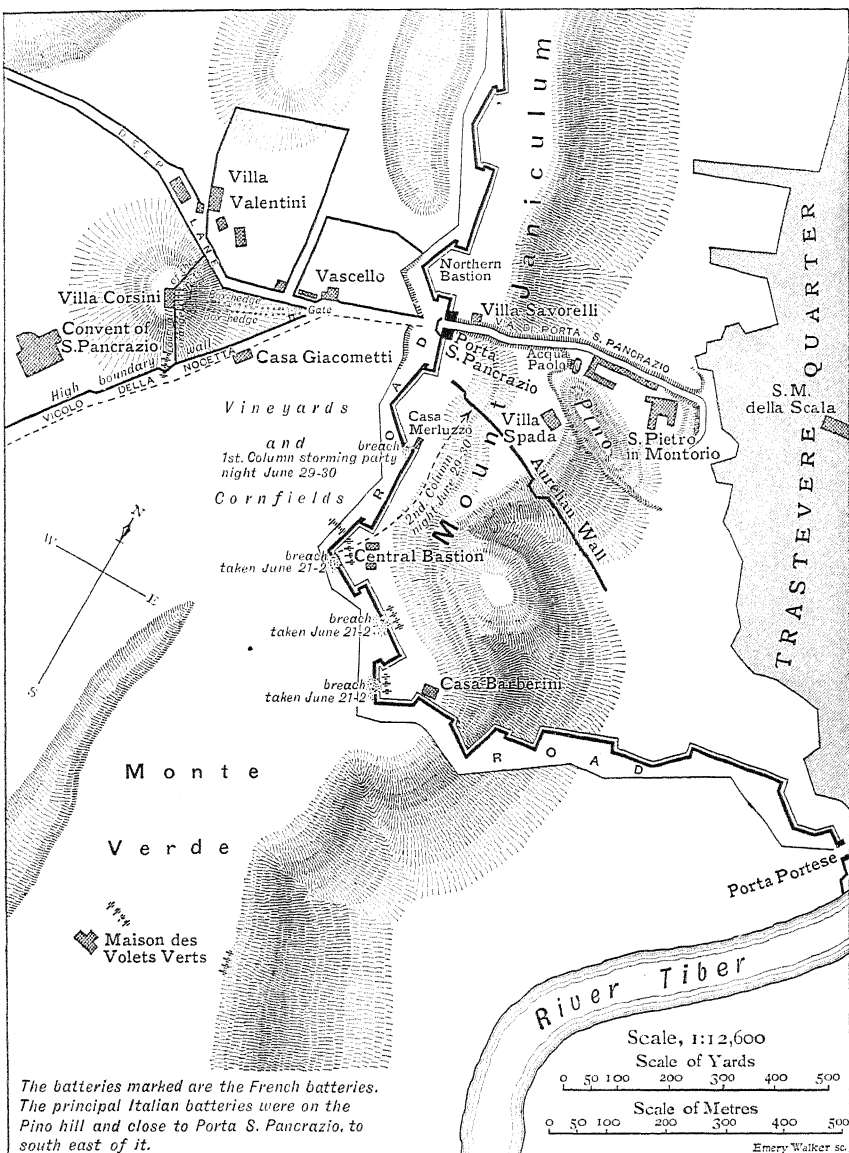 Janiculum
DEEP LANE
Villa
Valentini
Northern
Bastion
Vascello
Villa Corsini
Box-hedge
Box-hedge
Gate
Villa Savorelli
VIA DI PORTA S. PANCRAZIO
Convent of
S. Pancrazio
Porta
S. Pancrazio
Acqua
Paolo
Casa Giacometti
High boundary wall
VICOLO DELLA NOCETTA
ROAD
Pino
S. M.
della Scala
TRASTEVERE QUARTER
Vineyards
and
Cornfields
Casa
Merluzzo
Villa
Spada
S. Pietro
in Montorio
breach
1st. Column storming party
night June 29-30
2nd. Column
night June 29-30
Mount
Aurelian Wall
N
W
E
S
breach
taken June 21-2
Central Bastion
breach
taken June 21-2
breach
taken June 21-2
Casa Barberini
ROAD
Monte
Verde
Porta Portese
Maison des
Volets Verts
River Tiber
Scale, 1:12,600
Scale of Yards
0 50 100 200 300 400 500
Scale of Metres
0 50 100 200 300 400 500
The batteries marked are the French batteries.
The principal Italian batteries were on the
Pino hill and close to Porta S. Pancrazio, to
south east of it.
Emery Walker sc.